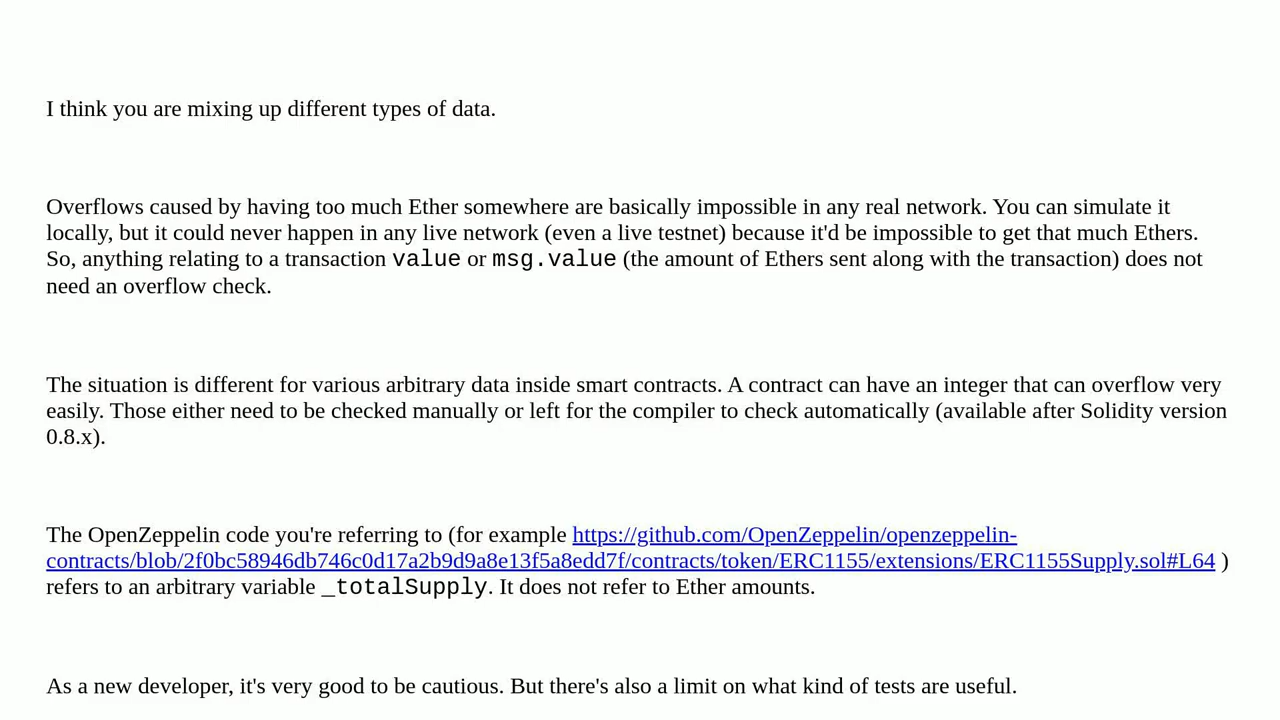 I think you are mixing up different types of data.
Overflows caused by having too much Ether somewhere are basically impossible in any real network. You can simulate it
locally, but it could never happen in any live network (even a live testnet) because it'd be impossible to get that much Ethers.
So, anything relating to a transaction value or msg.value (the amount of Ethers sent along with the transaction) does not
need an overflow check.
The situation is different for various arbitrary data inside smart contracts. A contract can have an integer that can overflow very
easily. Those either need to be checked manually or left for the compiler to check automatically (available after Solidity version
0.8.x).
The OpenZeppelin code you're referring to (for example https://github.com/OpenZeppelin/openzeppelin-
contracts/blob/2f0bc58946db746c0d17a2b9d9a8e13f5a8edd7f/contracts/token/ERC1155/extensions/ERC1155Supply.sol#L64 )
refers to an arbitrary variable _totalSupply. It does not refer to Ether amounts.
As a new developer, it's very good to be cautious. But there's also a limit on what kind of tests are useful.